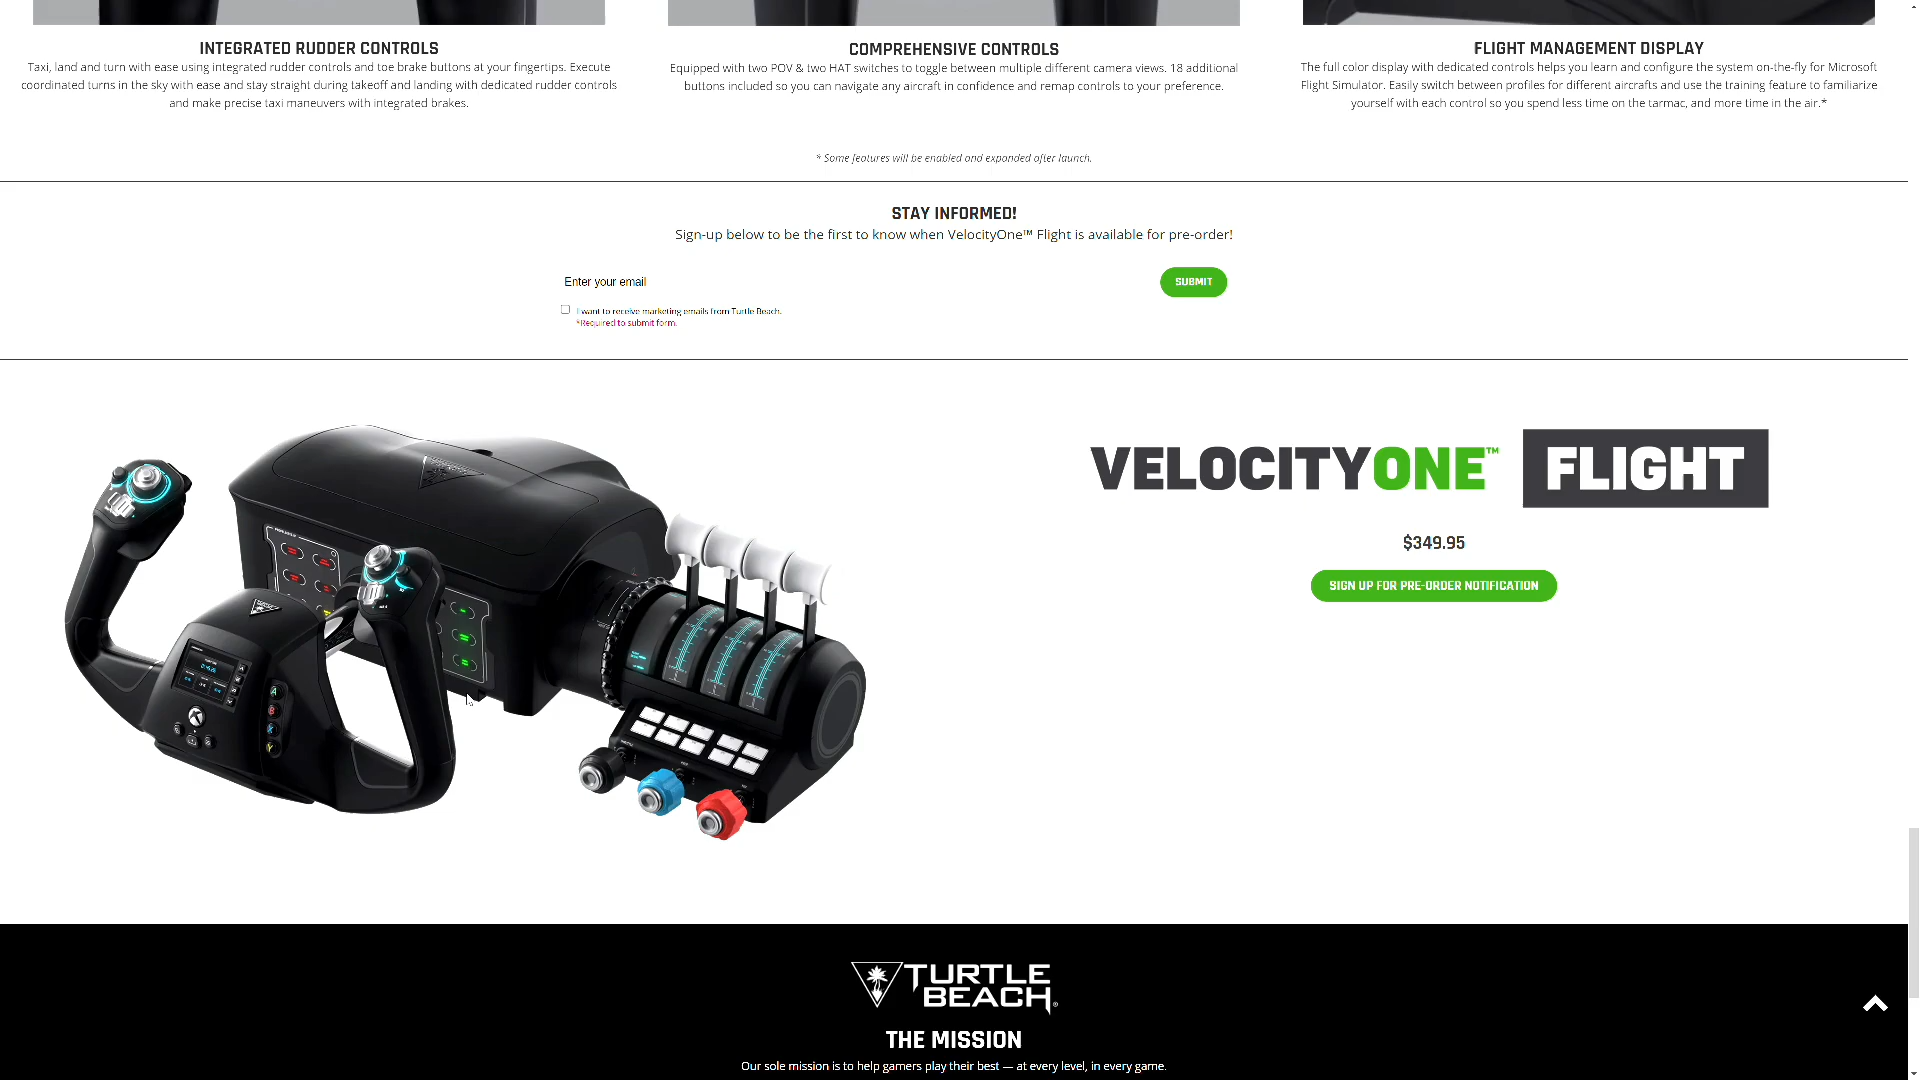 INTEGRATED RUDDER CONTROLS
Taxi, land and turn with ease using integrated rudder controls and toe brake buttons at your fingertips. Execute
coordinated turns in the sky with ease and stay straight during takeoff and landing with dedicated rudder controls
and make precise taxi maneuvers with integrated brakes.
COMPREHENSIVE CONTROLS
Equipped with two POV & two HAT switches to toggle between multiple different camera views. 18 additional
buttons included so you can navigate any aircraft in confidence and remap controls to your preference.
FLIGHT MANAGEMENT DISPLAY
The full color display with dedicated controls helps you learn and configure the system on-the-fly for Microsoft
Flight Simulator. Easily switch between profiles for different aircrafts and use the training feature to familiarize
yourself with each control so you spend less time on the tarmac, and more time in the air.*
* Some features will be enabled and expanded after launch.
STAY INFORMED!
Sign-up below to be the first to know when VelocityOne™ Flight is available for pre-order!
Enter your email
SUBMIT
I want to receive marketing emails from Turtle Beach.
*Required to submit form.
VELOCITYONE™ FLIGHT
$349.95
SIGN UP FOR PRE-ORDER NOTIFICATION
A
B
X
Y
TURTLE
BEACH®
THE MISSION
Our sole mission is to help gamers play their best — at every level, in every game.